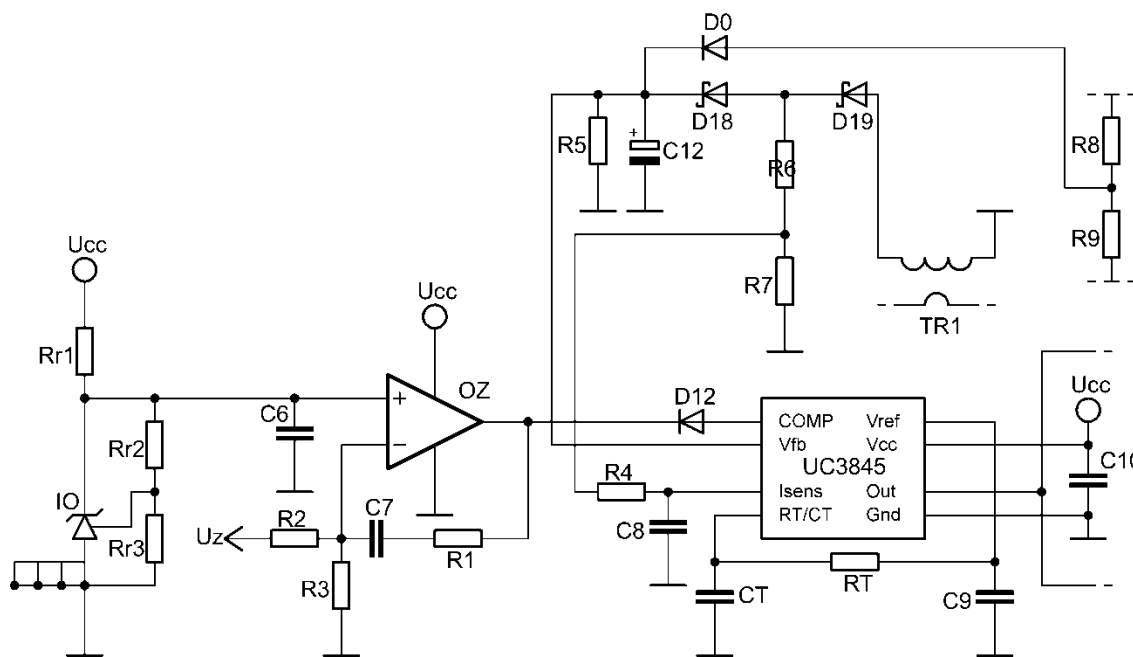 D0
D18
D19
R5
+
C12
R6
R8
R9
Ucc
R7
TR1
Rr1
Ucc
OZ
+
−
C6
D12
COMP
Vref
Vfb
Vcc
UC3845
Isens
Out
RT/CT
Gnd
Ucc
C10
Rr2
IO
Rr3
Uz
R2
C7
R1
R3
R4
C8
RT
CT
C9